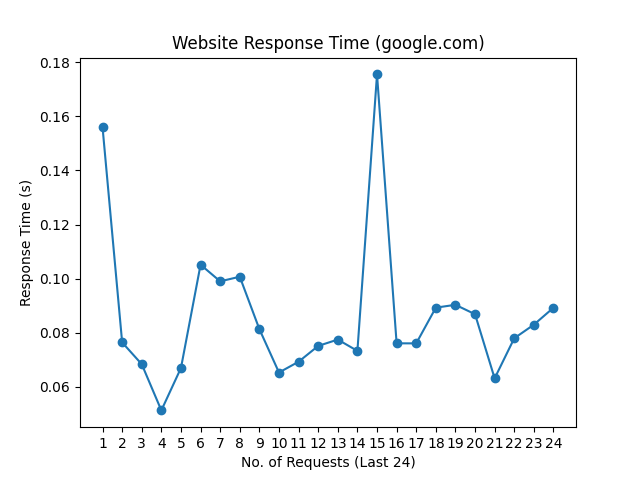 Website Response Time (google.com)
0.18
0.16
0.14
0.12
0.10
0.08
0.06
Response Time (s)
1 2 3 4 5 6 7 8 9 10 11 12 13 14 15 16 17 18 19 20 21 22 23 24
No. of Requests (Last 24)